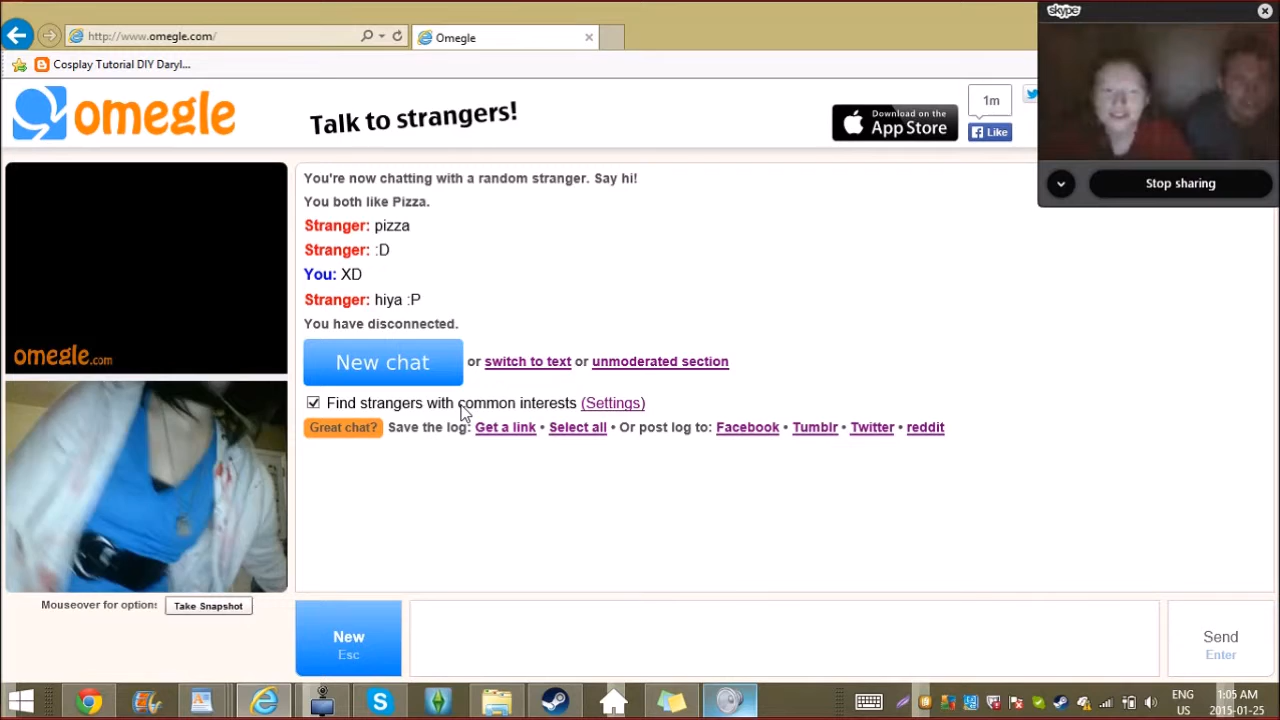 http://www.omegle.com/
Omegle
skype
Cosplay Tutorial DIY Daryl...
omegle
Talk to strangers!
Download on the
App Store
1m
Like
Stop sharing
You're now chatting with a random stranger. Say hi!
You both like Pizza.
Stranger: pizza
Stranger: :D
You: XD
Stranger: hiya :P
You have disconnected.
New chat or switch to text or unmoderated section
Find strangers with common interests (Settings)
Great chat? Save the log: Get a link • Select all • Or post log to: Facebook • Tumblr • Twitter • reddit
omegle.com
Mouseover for options
Take Snapshot
New
Esc
Send
Enter
ENG
US
1:05 AM
2015-01-25